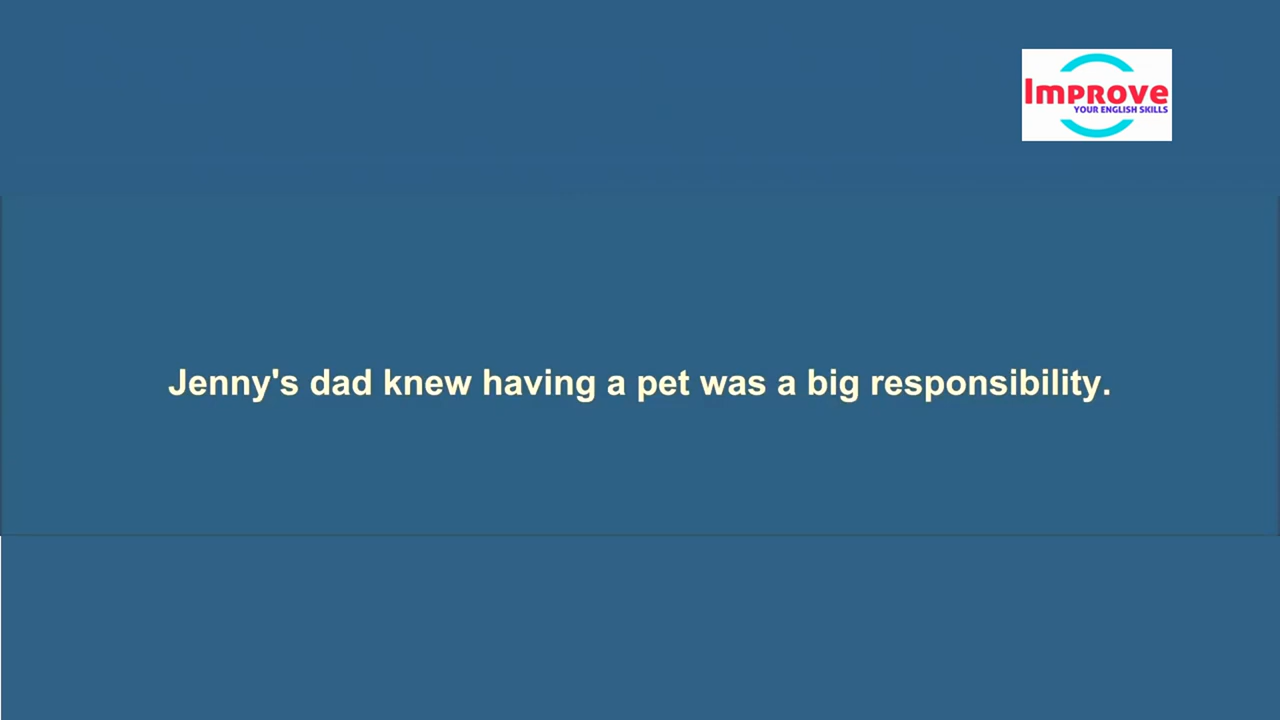 Improve
YOUR ENGLISH SKILLS
Jenny's dad knew having a pet was a big responsibility.